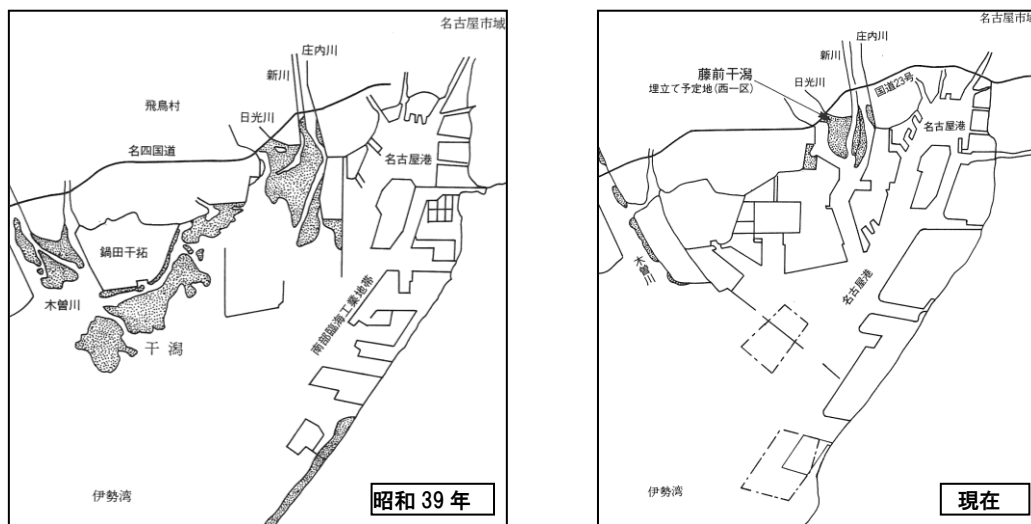 名古屋市域
庄内川
新川
飛鳥村
日光川
名四国道
名古屋港
鍋田干拓
木曽川
干潟
南部臨海工業地帯
伊勢湾
昭和 39 年
名古屋市域
庄内川
新川
藤前干潟
埋立て予定地(西一区)
日光川
国道23号
名古屋港
木曽川
名古屋港
伊勢湾
現在